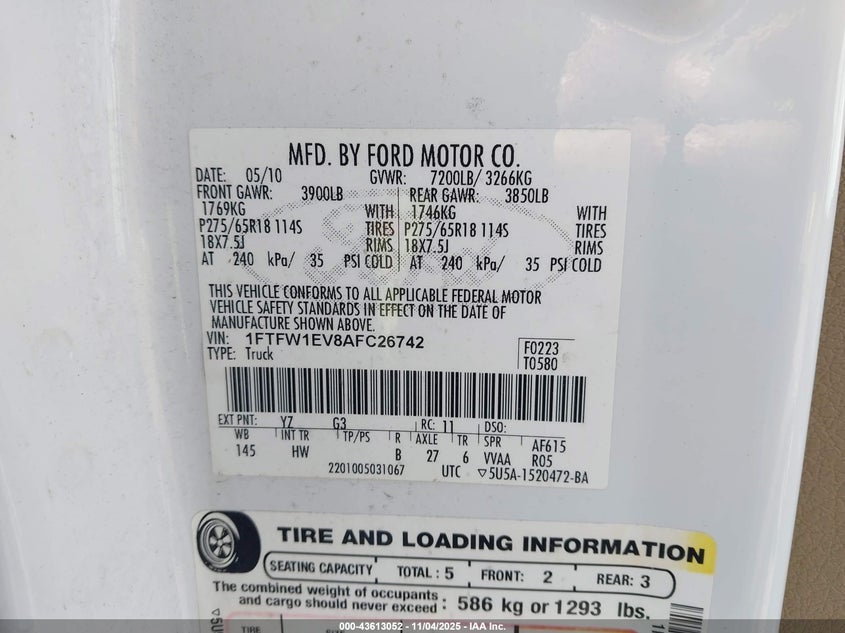 MFD. BY FORD MOTOR CO.
DATE: 05/10 GVWR: 7200LB/ 3266KG
FRONT GAWR: 3900LB REAR GAWR: 3850LB
1769KG WITH 1746KG WITH
P275/65R18 114S TIRES P275/65R18 114S TIRES
18X7.5J RIMS 18X7.5J RIMS
AT 240 kPa/ 35 PSI COLD AT 240 kPa/ 35 PSI COLD
THIS VEHICLE CONFORMS TO ALL APPLICABLE FEDERAL MOTOR
VEHICLE SAFETY STANDARDS IN EFFECT ON THE DATE OF
MANUFACTURE SHOWN ABOVE.
VIN: 1FTFW1EV8AFC26742
TYPE: Truck
F0223
T0580
EXT PNT: YZ G3 RC: 11 DSO:
WB INT TR TP/PS R AXLE TR SPR AF615
145 HW B 27 6 VVAA R05
2201005031067 UTC ▽5U5A-1520472-BA
TIRE AND LOADING INFORMATION
SEATING CAPACITY TOTAL: 5 FRONT: 2 REAR: 3
The combined weight of occupants
and cargo should never exceed: 586 kg or 1293 lbs.
000-43613052 - 11/04/2025 - IAA Inc.